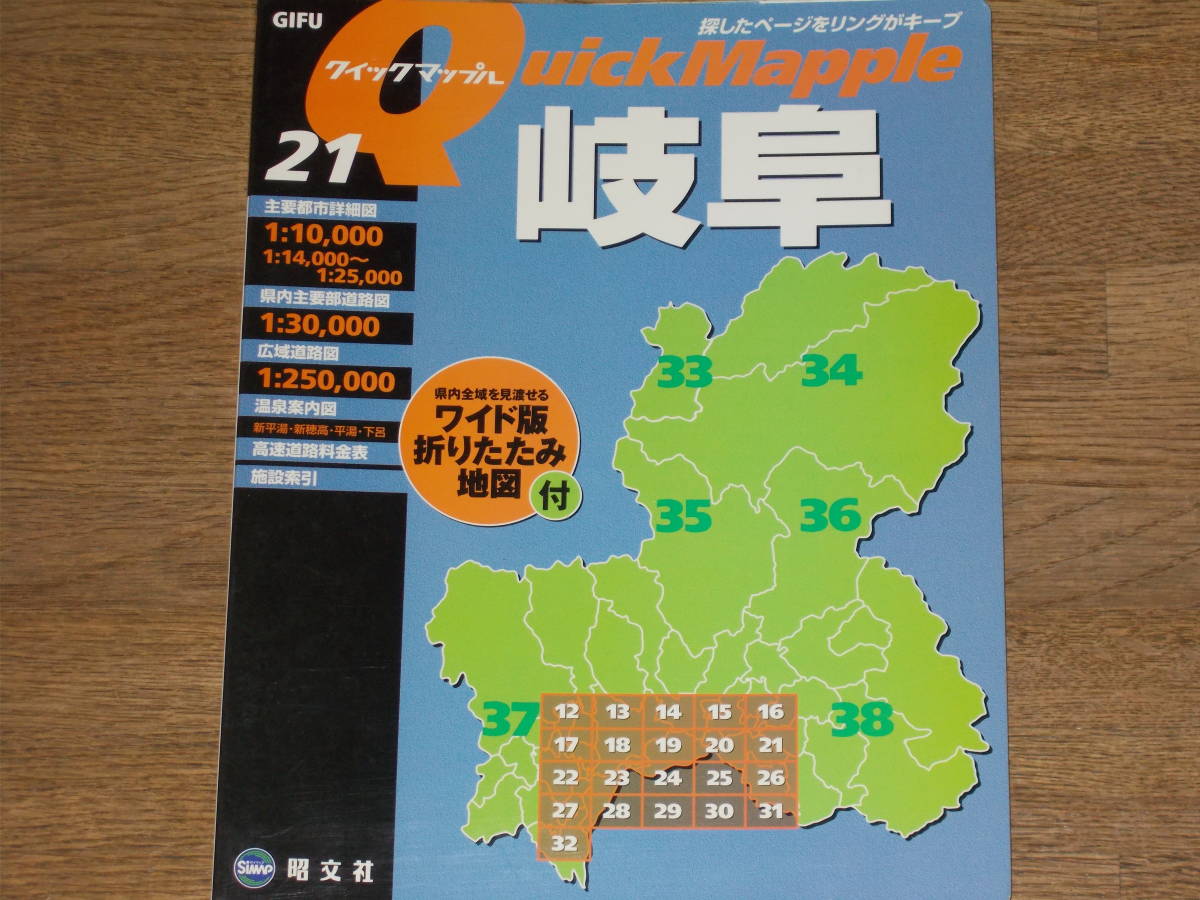 GIFU
探したページをリングがキープ
QuickMapple
クイックマップル
21
岐阜
主要都市詳細図
1:10,000
1:14,000〜
1:25,000
県内主要部道路図
1:30,000
広域道路図
1:250,000
温泉案内図
新平湯・新穂高・平湯・下呂
高速道路料金表
施設索引
県内全域を見渡せる
ワイド版
折りたたみ
地図
付
33 34
35 36
37 38
12 13 14 15 16
17 18 19 20 21
22 23 24 25 26
27 28 29 30 31
32
SiMAP
昭文社